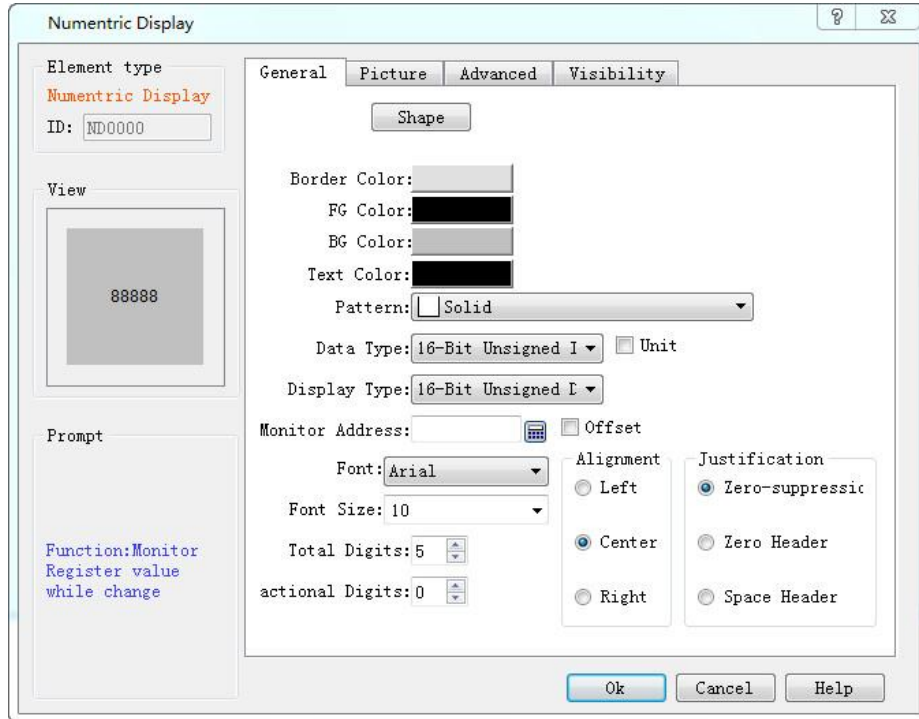 Numentric Display
Element type
Numentric Display
ID: ND0000
View
88888
Prompt
Function:Monitor
Register value
while change
General Picture Advanced Visibility
Shape
Border Color:
FG Color:
BG Color:
Text Color:
Pattern: Solid
Data Type: 16-Bit Unsigned I Unit
Display Type: 16-Bit Unsigned D
Monitor Address: Offset
Font: Arial
Font Size: 10
Total Digits: 5
actional Digits: 0
Alignment
Left
Center
Right
Justification
Zero-suppressic
Zero Header
Space Header
Ok Cancel Help